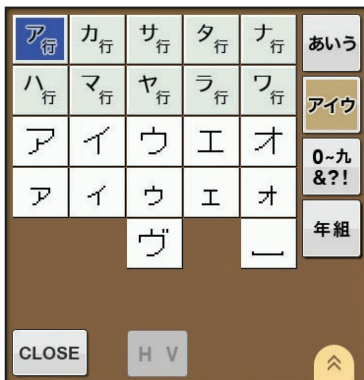 ア行 カ行 サ行 タ行 ナ行 あいう
ハ行 マ行 ヤ行 ラ行 ワ行 アイウ
ア イ ウ エ オ 0~九&?!
ァ ィ ゥ ェ ォ 年組
ヴ
CLOSE H V